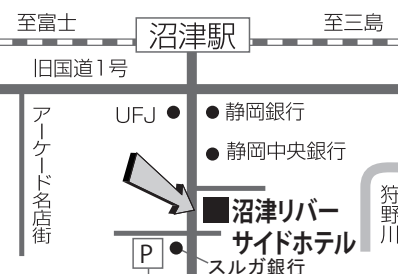 至富士
沼津駅
至三島
旧国道1号
アーケード名店街
UFJ
静岡銀行
静岡中央銀行
狩野川
沼津リバー
サイドホテル
P
スルガ銀行